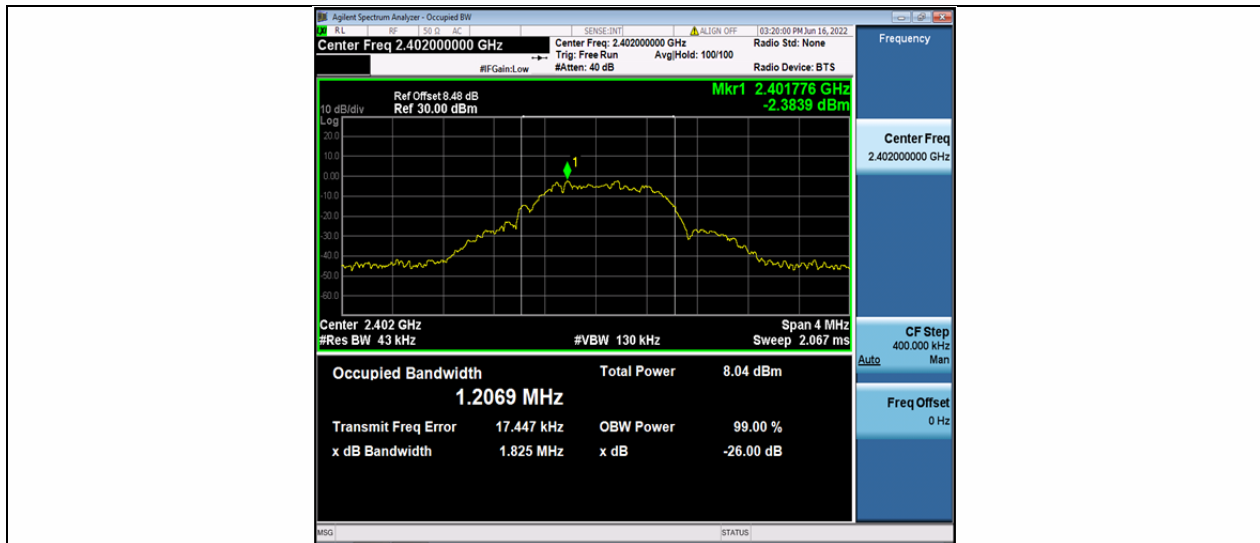 Agilent Spectrum Analyzer - Occupied BW
RL RF 50 Ω AC SENSE:INT ALIGN OFF 03:20:00 PM Jun 16, 2022
Center Freq 2.402000000 GHz
Center Freq: 2.402000000 GHz Radio Std: None
Trig: Free Run Avg|Hold: 100/100
#IFGain:Low #Atten: 40 dB Radio Device: BTS
Frequency
Mkr1 2.401776 GHz
-2.3839 dBm
Ref Offset 8.48 dB
10 dB/div Ref 30.00 dBm
Log
20.0
10.0
0.00
-10.0
-20.0
-30.0
-40.0
-50.0
-60.0
1
Center 2.402 GHz Span 4 MHz
#Res BW 43 kHz #VBW 130 kHz Sweep 2.067 ms
Occupied Bandwidth Total Power 8.04 dBm
1.2069 MHz
Transmit Freq Error 17.447 kHz OBW Power 99.00 %
x dB Bandwidth 1.825 MHz x dB -26.00 dB
Center Freq
2.402000000 GHz
CF Step
400.000 kHz
Auto Man
Freq Offset
0 Hz
MSG STATUS